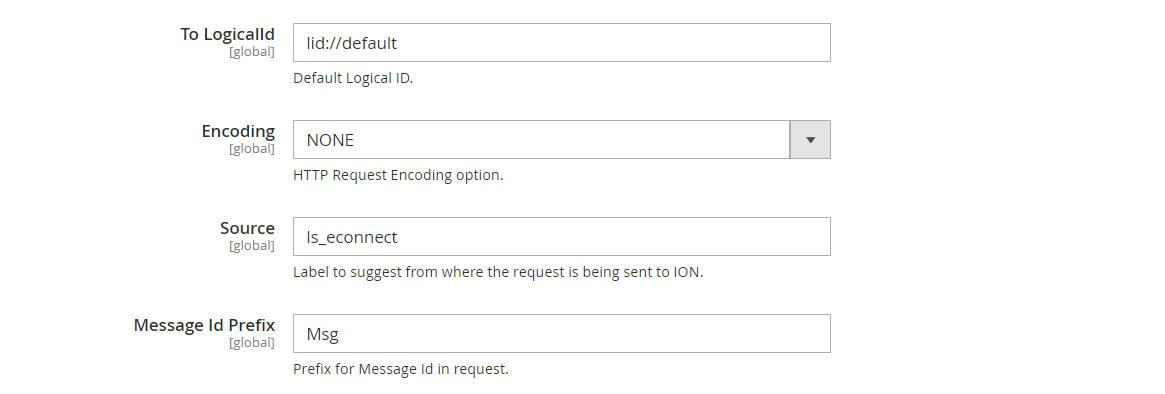 To LogicalId
[global]
lid://default
Default Logical ID.
Encoding
[global]
NONE
HTTP Request Encoding option.
Source
[global]
ls_econnect
Label to suggest from where the request is being sent to ION.
Message Id Prefix
[global]
Msg
Prefix for Message Id in request.